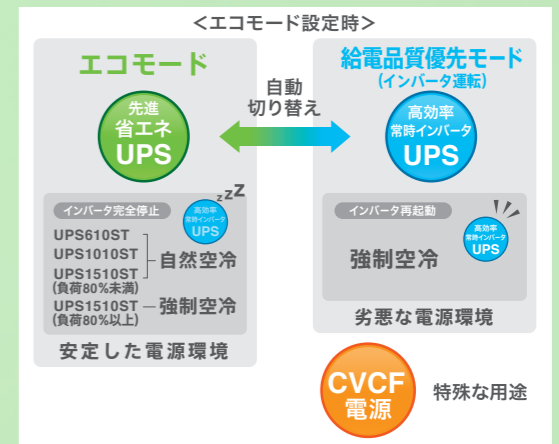 ＜エコモード設定時＞
エコモード
先進
省エネ
UPS
インバータ完全停止
zzZ
高効率
常時インバータ
UPS
UPS610ST
UPS1010ST
UPS1510ST
(負荷80%未満)
自然空冷
UPS1510ST
(負荷80%以上)
強制空冷
安定した電源環境
自動
切り替え
給電品質優先モード
(インバータ運転)
高効率
常時インバータ
UPS
インバータ再起動
高効率
常時インバータ
UPS
強制空冷
劣悪な電源環境
CVCF
電源
特殊な用途